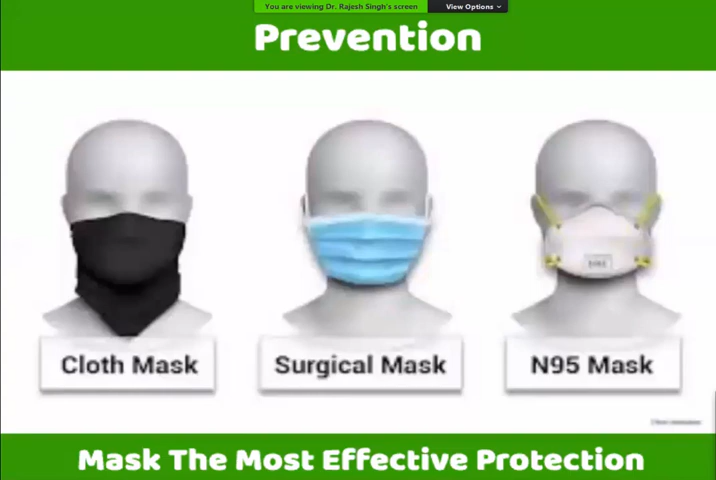 You are viewing Dr. Rajesh Singh's screen View Options
Prevention
N95
Cloth Mask Surgical Mask N95 Mask
Mask The Most Effective Protection